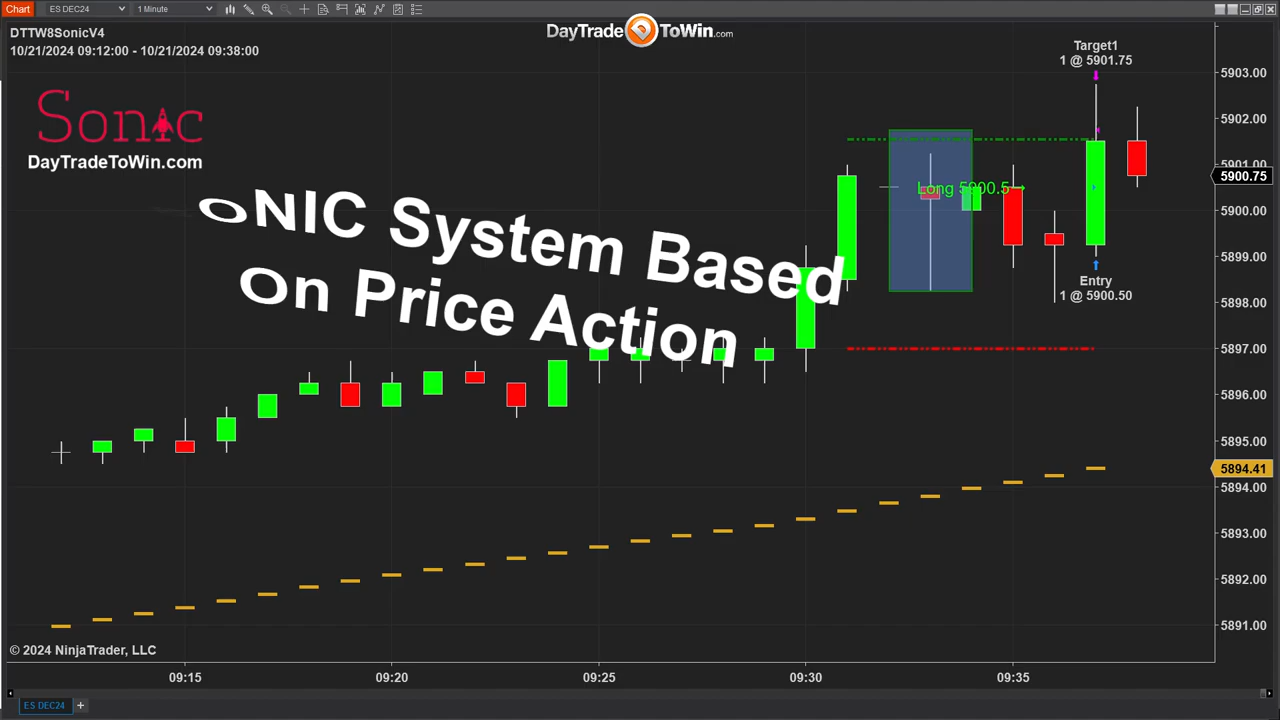 Chart
ES DEC24
1 Minute
DayTradeToWin.com
DTTW8SonicV4
10/21/2024 09:12:00 - 10/21/2024 09:38:00
Sonic
DayTradeToWin.com
oNIC System Based
On Price Action
Target1
1 @ 5901.75
Long 5900.5
Entry
1 @ 5900.50
5903.00
5902.00
5901.00
5900.75
5900.00
5899.00
5898.00
5897.00
5896.00
5895.00
5894.41
5894.00
5893.00
5892.00
5891.00
© 2024 NinjaTrader, LLC
09:15
09:20
09:25
09:30
09:35
ES DEC24